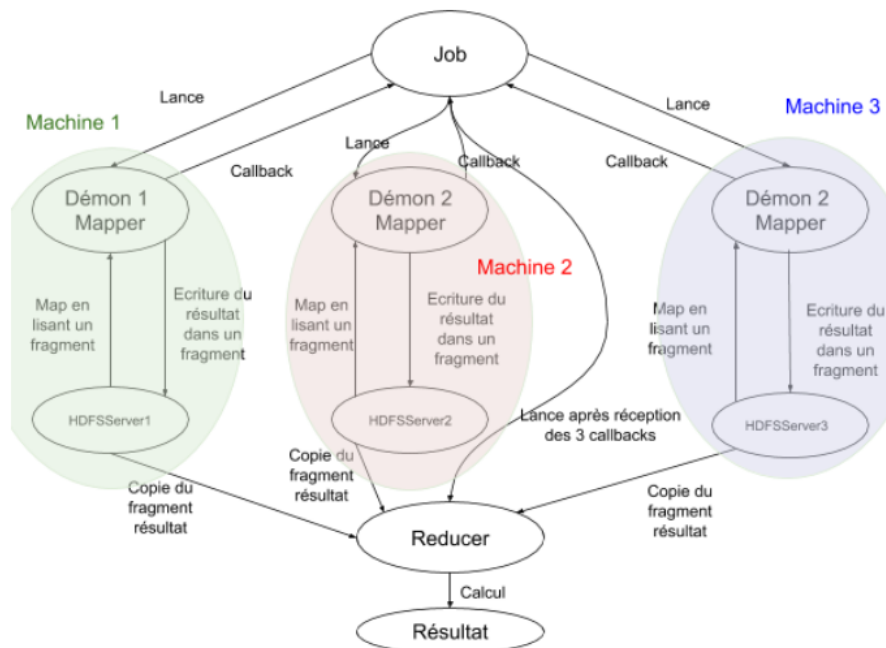 Job
Lance
Lance
Machine 1
Machine 3
Lance
Callback
Callback
Callback
Démon 1
Mapper
Démon 2
Mapper
Démon 2
Mapper
Machine 2
Map en
lisant un
fragment
Ecriture du
résultat
dans un
fragment
Map en
lisant un
fragment
Ecriture du
résultat
dans un
fragment
Map en
lisant un
fragment
Ecriture du
résultat
dans un
fragment
HDFSServer1
HDFSServer2
HDFSServer3
Lance après réception
des 3 callbacks
Copie du
fragment
résultat
Copie du
fragment
résultat
Copie du
fragment
résultat
Reducer
Calcul
Résultat